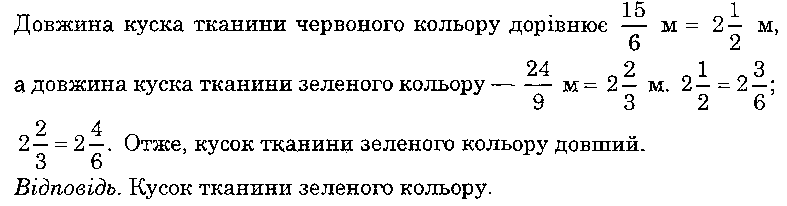 Довжина куска тканини червоного кольору дорівнює 15/6 м = 2 1/2 м,
а довжина куска тканини зеленого кольору — 24/9 м = 2 2/3 м. 2 1/2 = 2 3/6;
2 2/3 = 2 4/6. Отже, кусок тканини зеленого кольору довший.
Відповідь. Кусок тканини зеленого кольору.